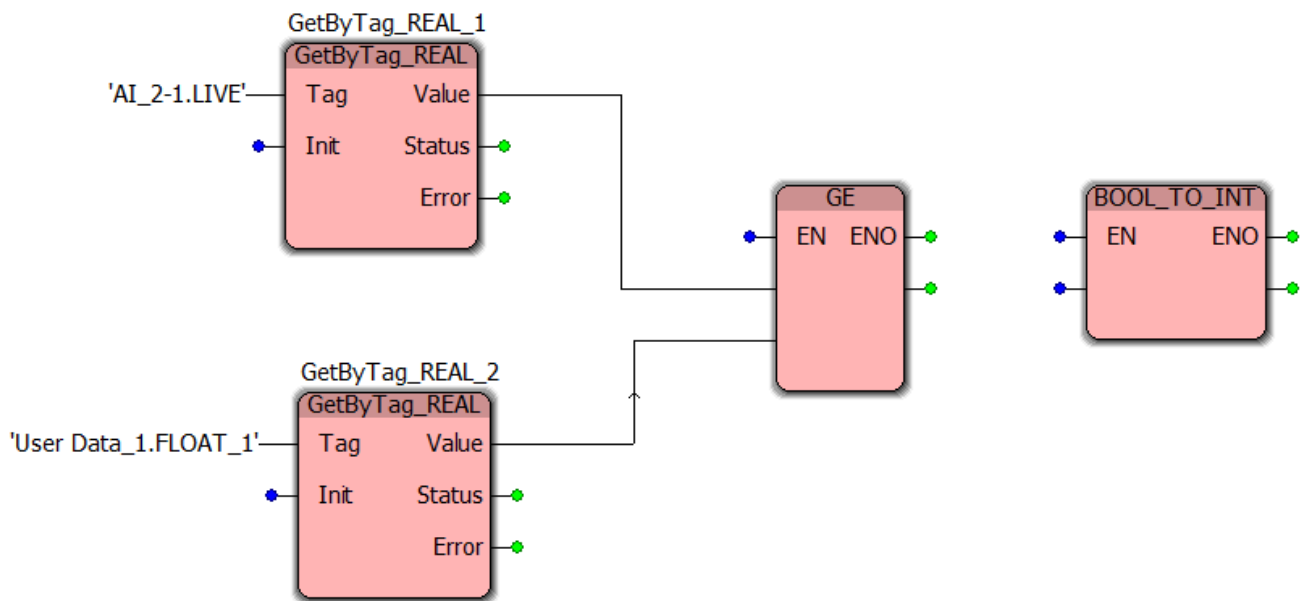 GetByTag_REAL_1
GetByTag_REAL
'AI_2-1.LIVE' Tag Value
Init Status
Error
GE
EN ENO
BOOL_TO_INT
EN ENO
GetByTag_REAL_2
GetByTag_REAL
'User Data_1.FLOAT_1' Tag Value
Init Status
Error